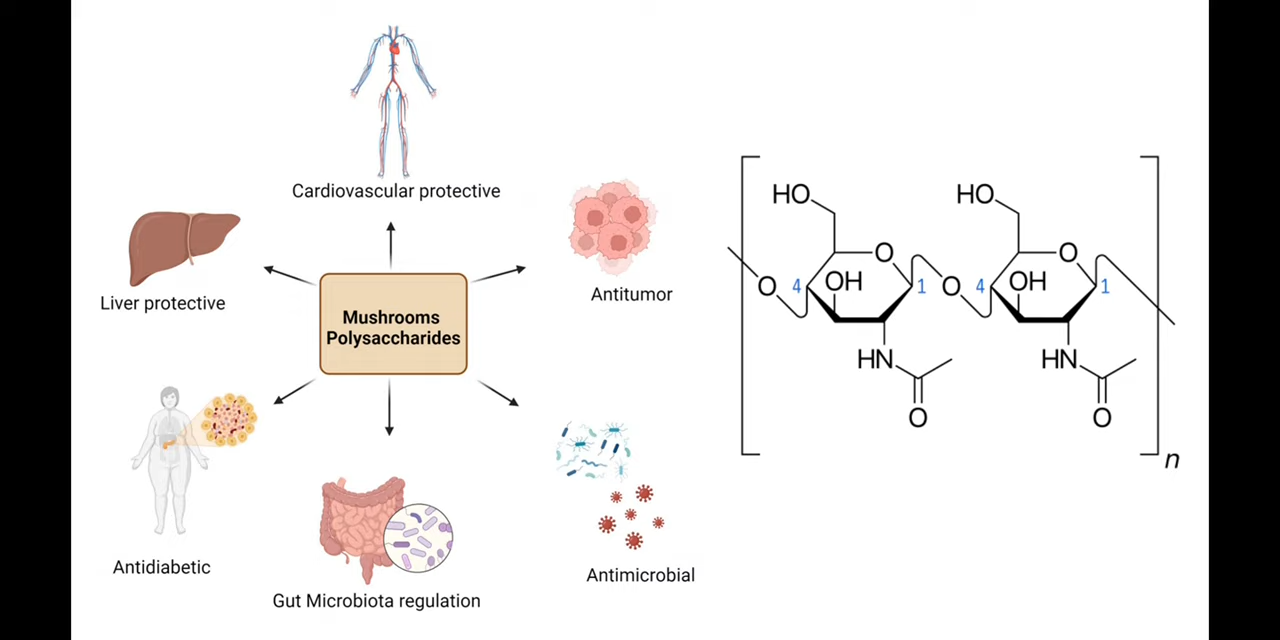 Cardiovascular protective
Liver protective
Antitumor
Mushrooms
Polysaccharides
Antidiabetic
Gut Microbiota regulation
Antimicrobial
HO
HO
O
O
O
4
OH
1
O
4
OH
1
HN
HN
O
O
n